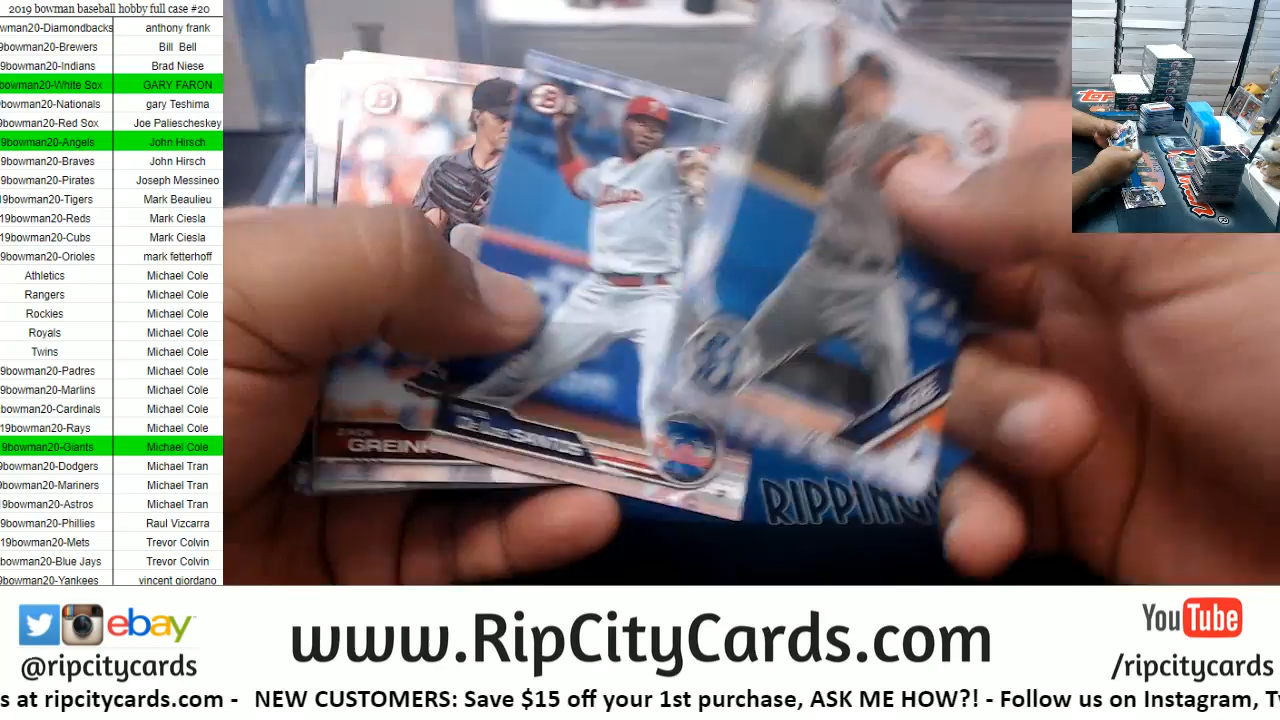 2019 bowman baseball hobby full case #20
wman20-Diamondbacks anthony frank
9bowman20-Brewers Bill Bell
9bowman20-Indians Brad Niese
bowman20-White Sox GARY FARON
9bowman20-Nationals gary Teshima
9bowman20-Red Sox Joe Paliescheskey
9bowman20-Angels John Hirsch
9bowman20-Braves John Hirsch
9bowman20-Pirates Joseph Messineo
19bowman20-Tigers Mark Beaulieu
19bowman20-Reds Mark Ciesla
19bowman20-Cubs Mark Ciesla
9bowman20-Orioles mark fetterhoff
Athletics Michael Cole
Rangers Michael Cole
Rockies Michael Cole
Royals Michael Cole
Twins Michael Cole
9bowman20-Padres Michael Cole
9bowman20-Marlins Michael Cole
bowman20-Cardinals Michael Cole
19bowman20-Rays Michael Cole
9bowman20-Giants Michael Cole
9bowman20-Dodgers Michael Tran
9bowman20-Mariners Michael Tran
9bowman20-Astros Michael Tran
9bowman20-Phillies Raul Vizcarra
19bowman20-Mets Trevor Colvin
bowman20-Blue Jays Trevor Colvin
9bowman20-Yankees vincent giordano
B
B
GREIN
DE LOS SANTOS
RIPPING
ebay
@ripcitycards
www.RipCityCards.com
YouTube
/ripcitycards
s at ripcitycards.com - NEW CUSTOMERS: Save $15 off your 1st purchase, ASK ME HOW?! - Follow us on Instagram, T